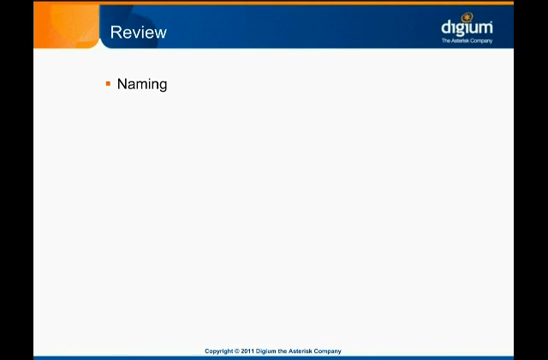 Review
digium
The Asterisk Company
Naming
Copyright © 2011 Digium the Asterisk Company